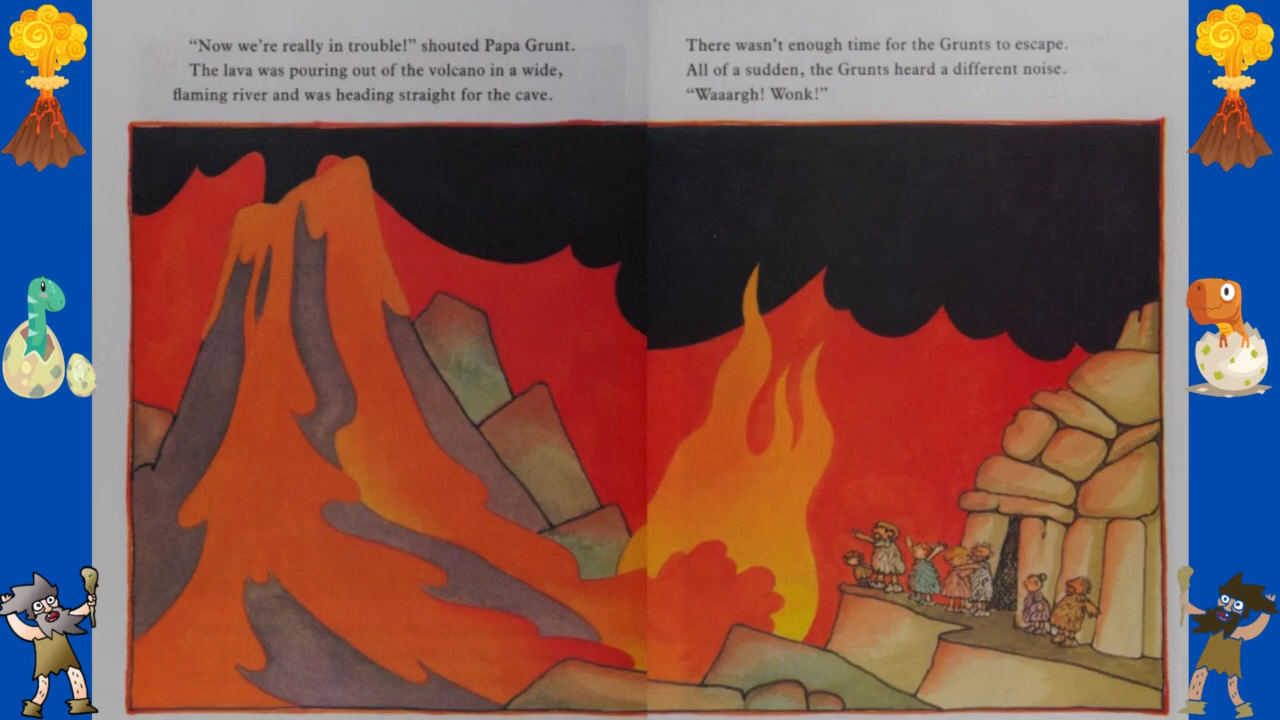 “Now we’re really in trouble!” shouted Papa Grunt.
The lava was pouring out of the volcano in a wide,
flaming river and was heading straight for the cave.
There wasn’t enough time for the Grunts to escape.
All of a sudden, the Grunts heard a different noise.
“Waaargh! Wonk!”